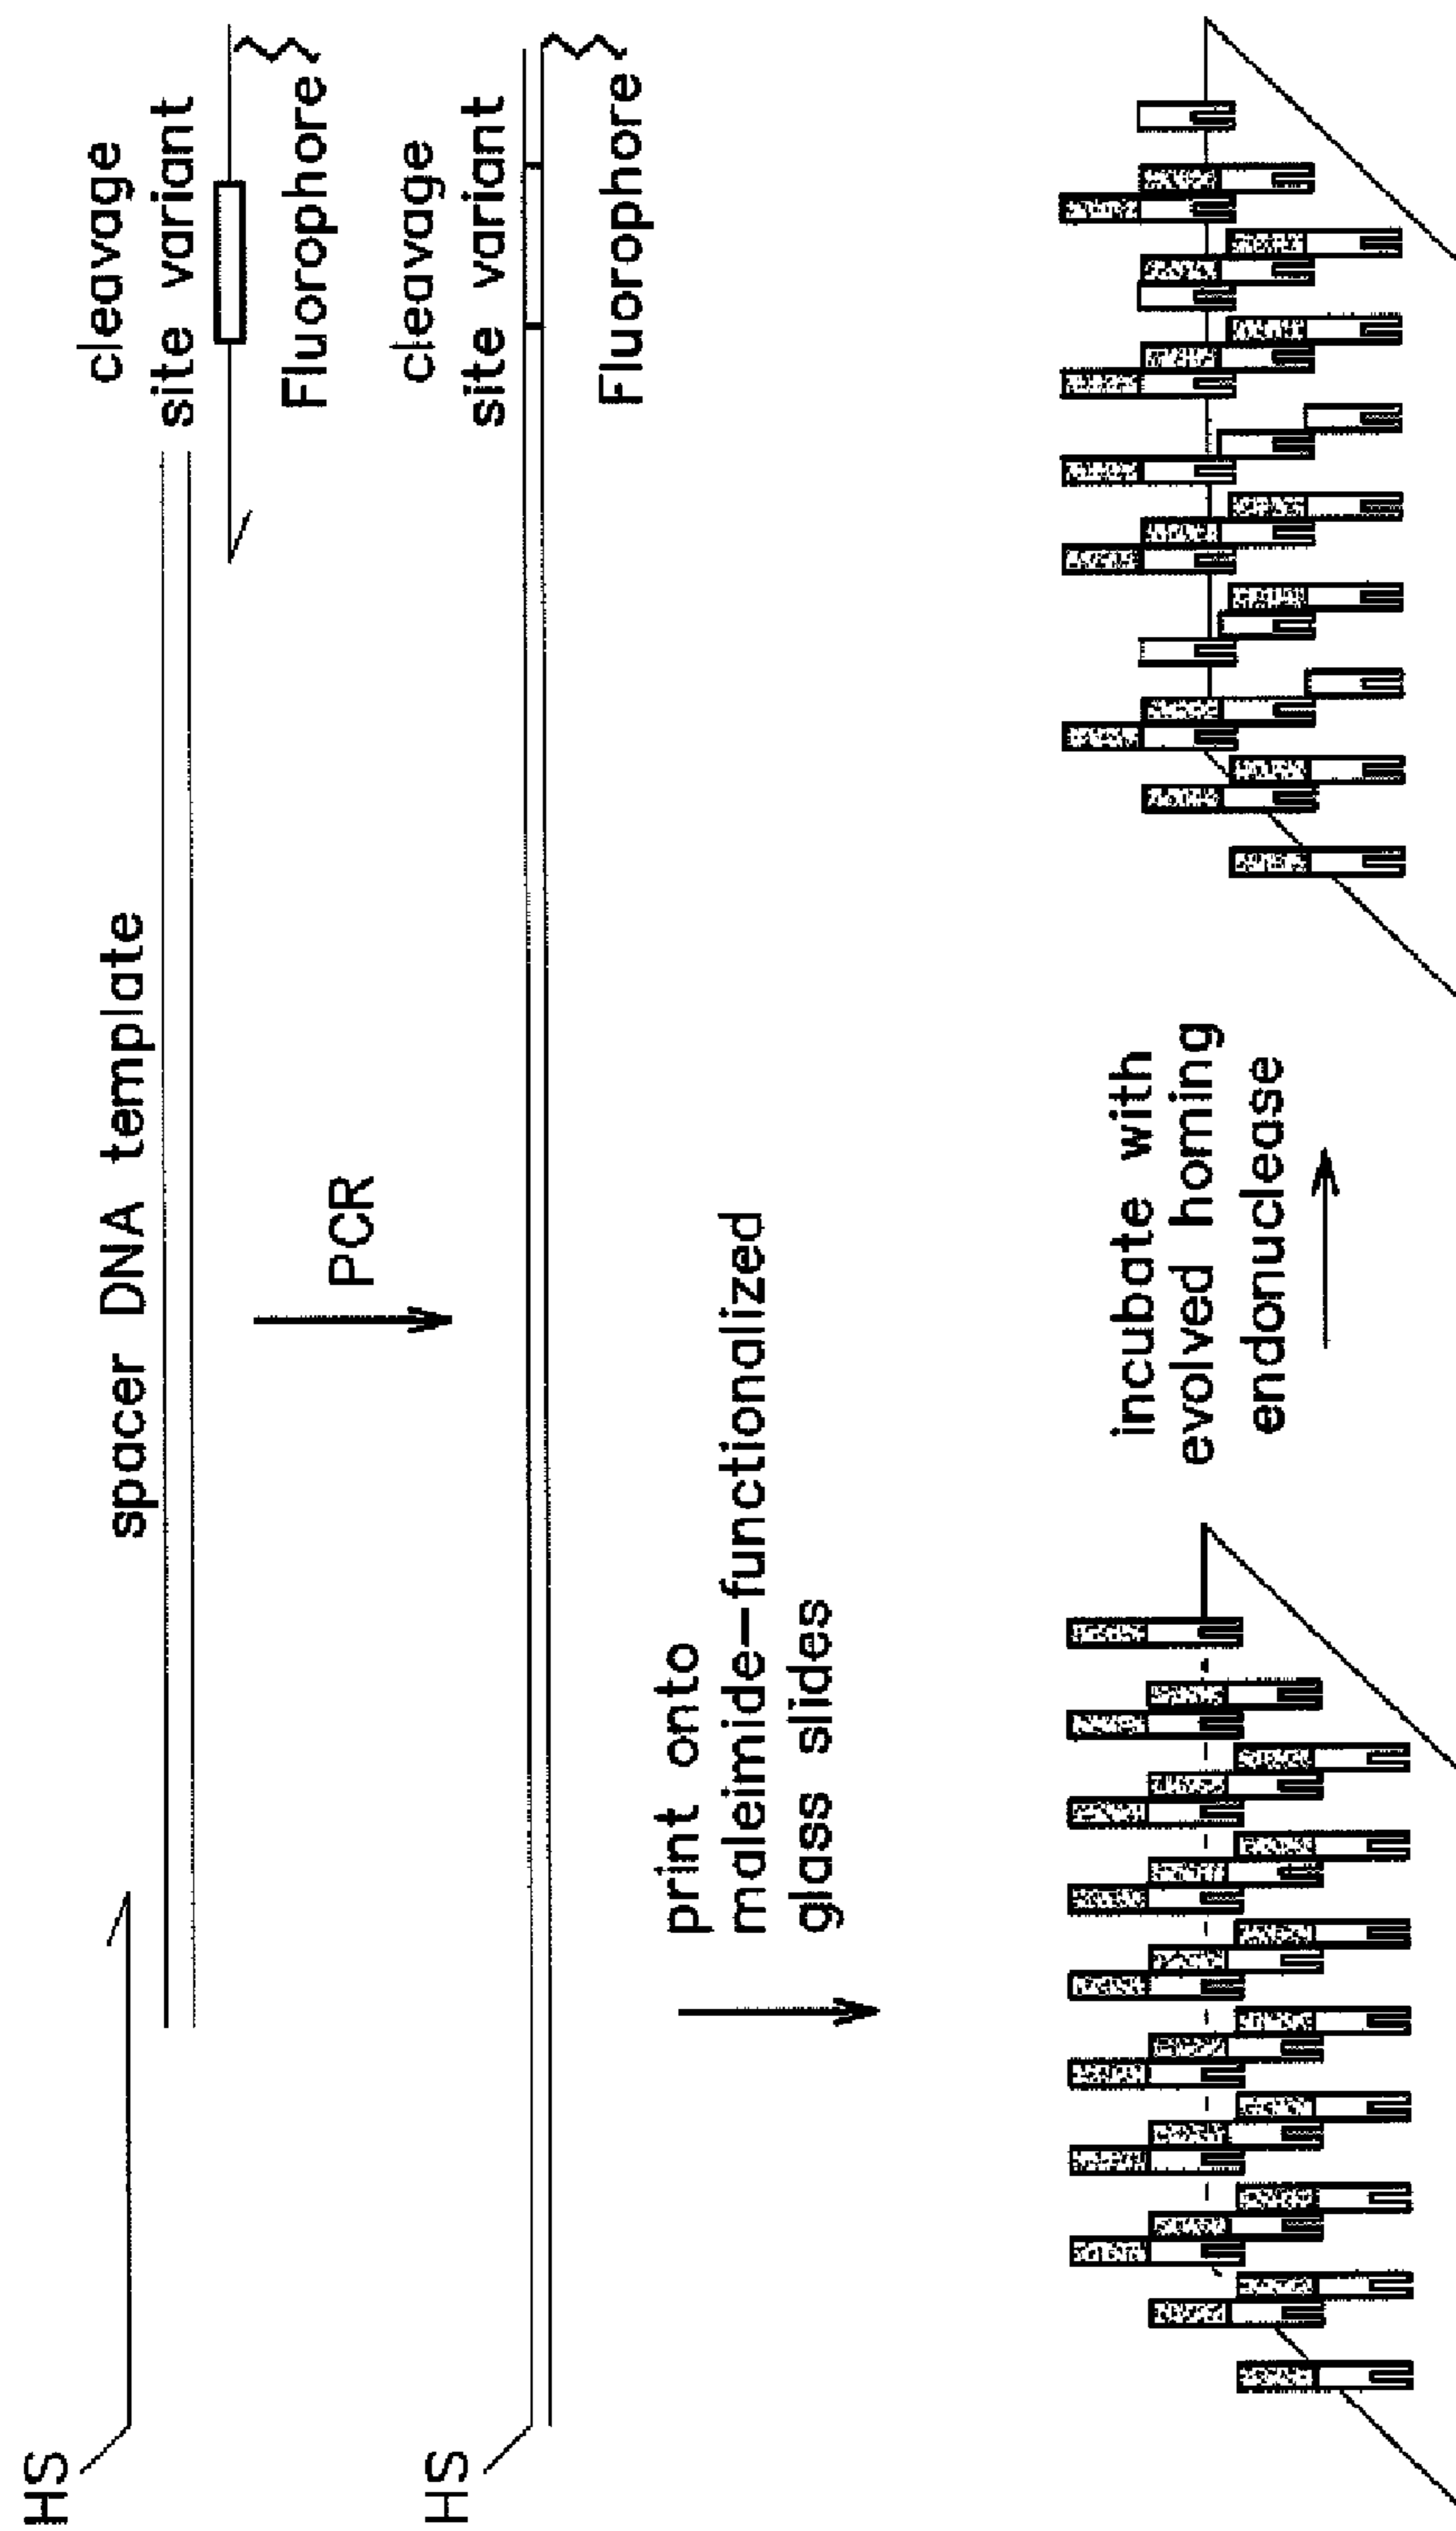 HS
spacer DNA template
cleavage
site variant
Fluorophore
PCR
HS
cleavage
site variant
Fluorophore
print onto
maleimide-functionalized
glass slides
incubate with
evolved homing
endonuclease